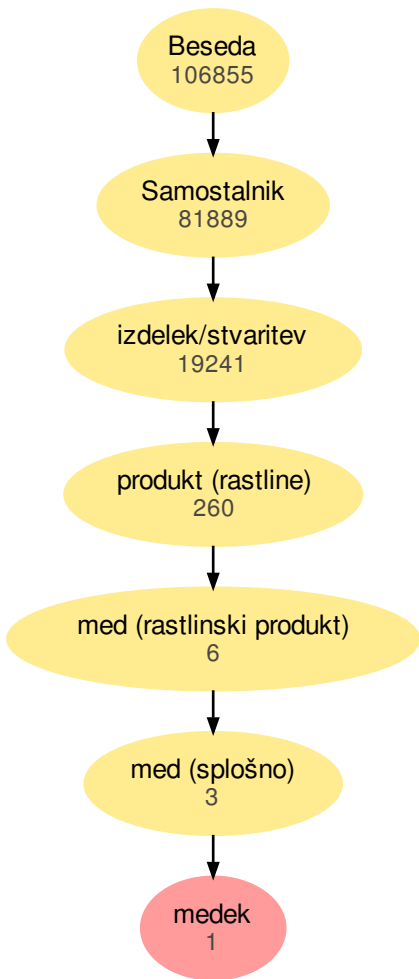 Beseda
106855
Samostalnik
81889
izdelek/stvaritev
19241
produkt (rastline)
260
med (rastlinski produkt)
6
med (splošno)
3
medek
1